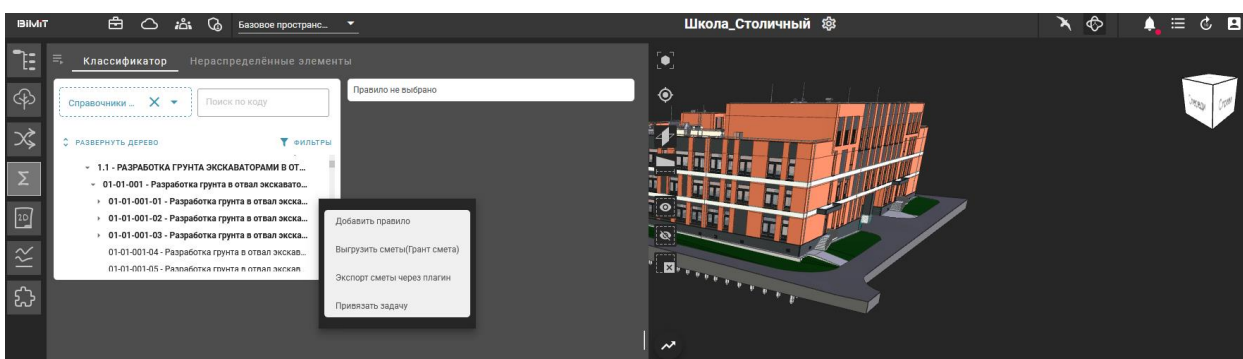 BIMiT
Базовое пространс...
Школа_Столичный
Классификатор
Нераспределённые элементы
Справочники ...
Поиск по коду
Правило не выбрано
РАЗВЕРНУТЬ ДЕРЕВО
ФИЛЬТРЫ
1.1 - РАЗРАБОТКА ГРУНТА ЭКСКАВАТОРАМИ В ОТ...
01-01-001 - Разработка грунта в отвал экскавато...
01-01-001-01 - Разработка грунта в отвал экска...
01-01-001-02 - Разработка грунта в отвал экска...
01-01-001-03 - Разработка грунта в отвал экска...
01-01-001-04 - Разработка грунта в отвал экскав...
01-01-001-05 - Разработка грунта в отвал экскав
Добавить правило
Выгрузить сметы(Грант смета)
Экспорт сметы через плагин
Привязать задачу
1D